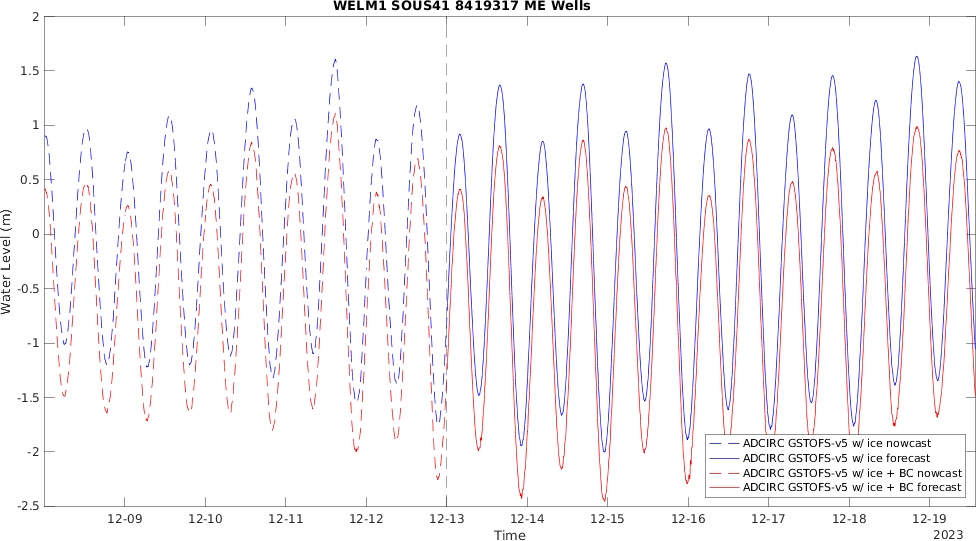 WELM1 SOUS41 8419317 ME Wells
2
1.5
1
0.5
0
-0.5
-1
-1.5
-2
-2.5
Water Level (m)
ADCIRC GSTOFS-v5 w/ ice nowcast
ADCIRC GSTOFS-v5 w/ ice forecast
ADCIRC GSTOFS-v5 w/ ice + BC nowcast
ADCIRC GSTOFS-v5 w/ ice + BC forecast
12-09 12-10 12-11 12-12 12-13 12-14 12-15 12-16 12-17 12-18 12-19
Time
2023